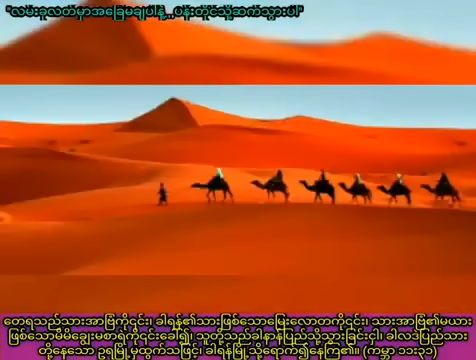 "လမ်းခုလတ်မှာအခြေမချပါနဲ့...ပန်းတိုင်သို့ဆက်သွားပါ"
တေရသည်သားအာဗြံကို၎င်း၊ ခါရန်၏သားဖြစ်သောမြေးလောတကို၎င်း၊ သားအာဗြံ၏မယား
ဖြစ်သောမိမိချွေးမစာရဲကို၎င်းခေါ်၍၊ သူတို့သည်ခါနာန်ပြည်သို့သွားခြင်းငှါ၊ ခါလဒဲပြည်သား
တို့နေသော ဥရမြို့မှထွက်သဖြင့်၊ ခါရန်မြို့သို့ရောက်၍နေကြ၏။ (ကမ္ဘာ ၁၁း၃၁)